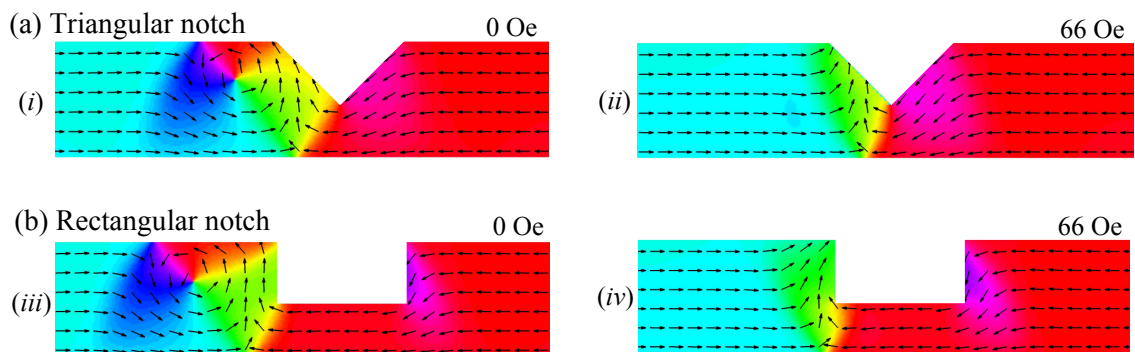 (a) Triangular notch 0 Oe 66 Oe
(i) (ii)
(b) Rectangular notch 0 Oe 66 Oe
(iii) (iv)